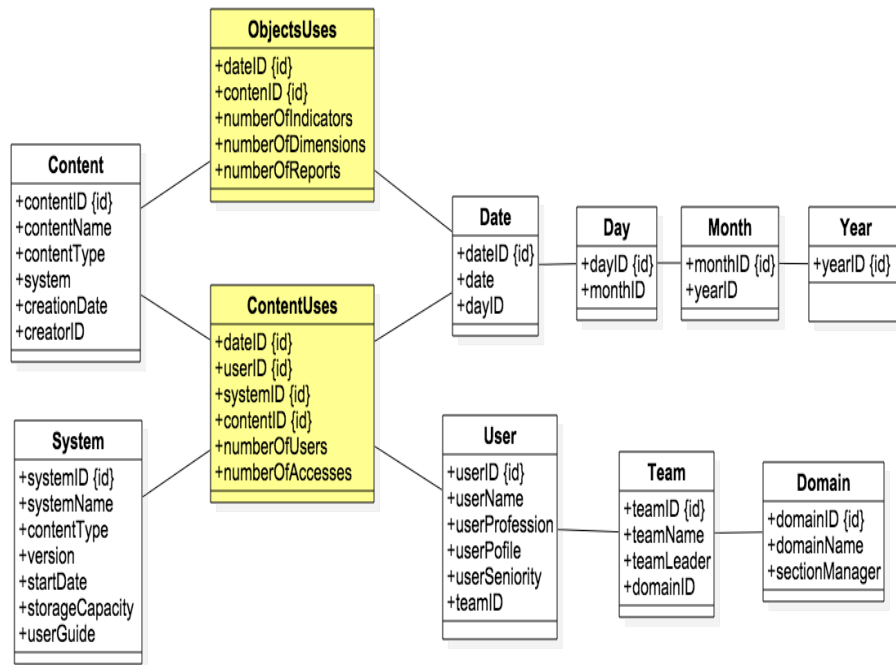 ObjectsUses
+dateID {id}
+contenID {id}
+numberOfIndicators
+numberOfDimensions
+numberOfReports
Content
+contentID {id}
+contentName
+contentType
+system
+creationDate
+creatorID
Date
+dateID {id}
+date
+dayID
Day
+dayID {id}
+monthID
Month
+monthID {id}
+yearID
Year
+yearID {id}
ContentUses
+dateID {id}
+userID {id}
+systemID {id}
+contentID {id}
+numberOfUsers
+numberOfAccesses
System
+systemID {id}
+systemName
+contentType
+version
+startDate
+storageCapacity
+userGuide
User
+userID {id}
+userName
+userProfession
+userPofile
+userSeniority
+teamID
Team
+teamID {id}
+teamName
+teamLeader
+domainID
Domain
+domainID {id}
+domainName
+sectionManager